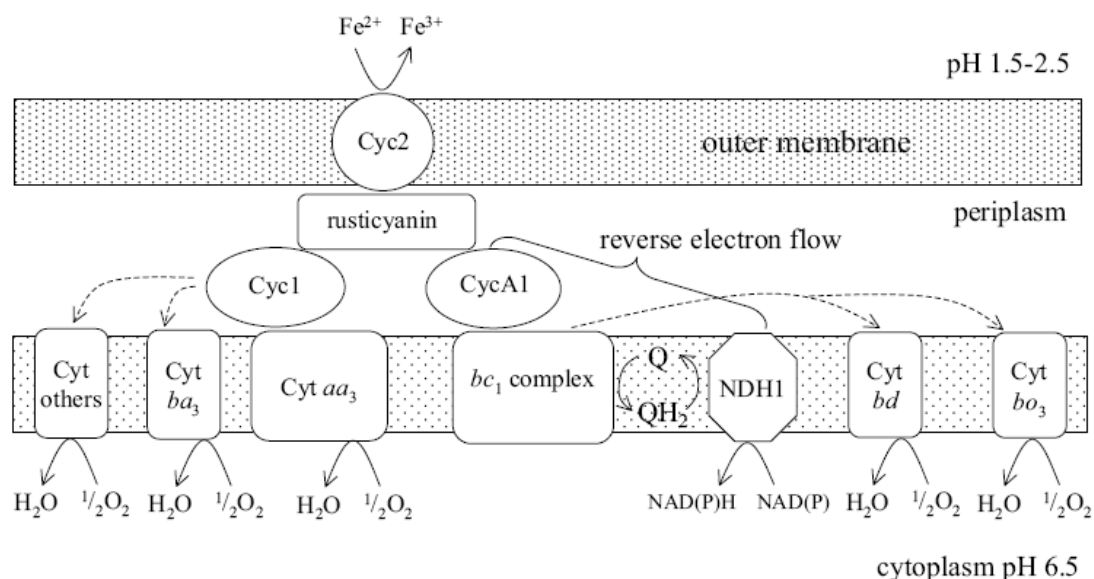 Fe²⁺ Fe³⁺
pH 1.5-2.5
Cyc2
outer membrane
rusticyanin
periplasm
reverse electron flow
Cyc1
CycA1
Cyt others
Cyt ba₃
Cyt aa₃
bc₁ complex
Q
QH₂
NDH1
Cyt bd
Cyt bo₃
H₂O ¹/₂O₂
H₂O ¹/₂O₂
H₂O ¹/₂O₂
NAD(P)H NAD(P)
H₂O ¹/₂O₂
H₂O ¹/₂O₂
cytoplasm pH 6.5